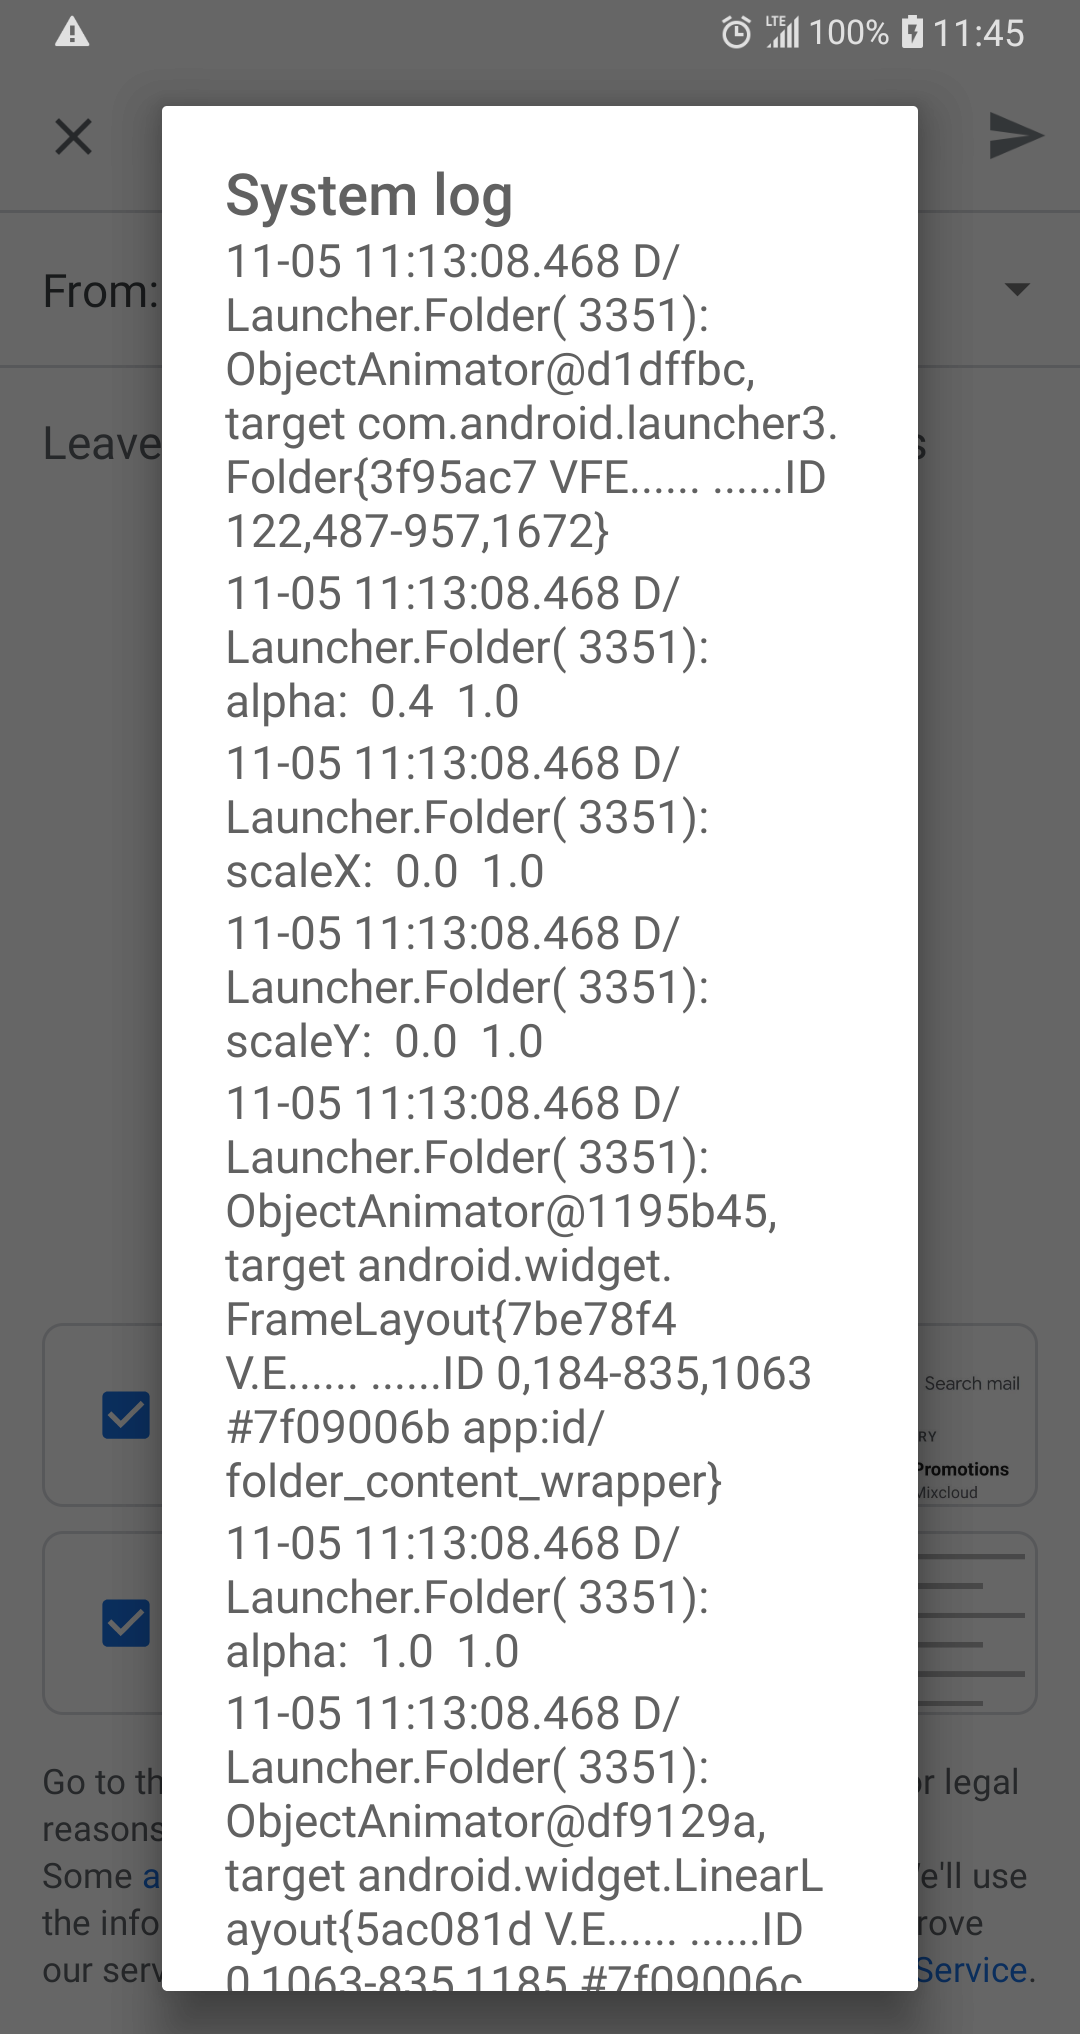 LTE 100% 11:45
System log
11-05 11:13:08.468 D/
Launcher.Folder( 3351):
ObjectAnimator@d1dffbc,
target com.android.launcher3.
Folder{3f95ac7 VFE...... ......ID
122,487-957,1672}
11-05 11:13:08.468 D/
Launcher.Folder( 3351):
alpha:  0.4  1.0
11-05 11:13:08.468 D/
Launcher.Folder( 3351):
scaleX:  0.0  1.0
11-05 11:13:08.468 D/
Launcher.Folder( 3351):
scaleY:  0.0  1.0
11-05 11:13:08.468 D/
Launcher.Folder( 3351):
ObjectAnimator@1195b45,
target android.widget.
FrameLayout{7be78f4
V.E...... ......ID 0,184-835,1063
#7f09006b app:id/
folder_content_wrapper}
11-05 11:13:08.468 D/
Launcher.Folder( 3351):
alpha:  1.0  1.0
11-05 11:13:08.468 D/
Launcher.Folder( 3351):
ObjectAnimator@df9129a,
target android.widget.LinearL
ayout{5ac081d V.E...... ......ID
0,1063-835,1185 #7f09006c
From:
Leave
Search mail
RY
Promotions
Mixcloud
Go to th
or legal
reasons
Some a
We'll use
the info
rove
our serv
Service.